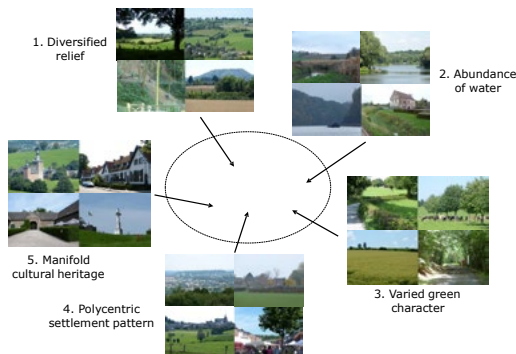 1. Diversified
relief
2. Abundance
of water
3. Varied green
character
4. Polycentric
settlement pattern
5. Manifold
cultural heritage